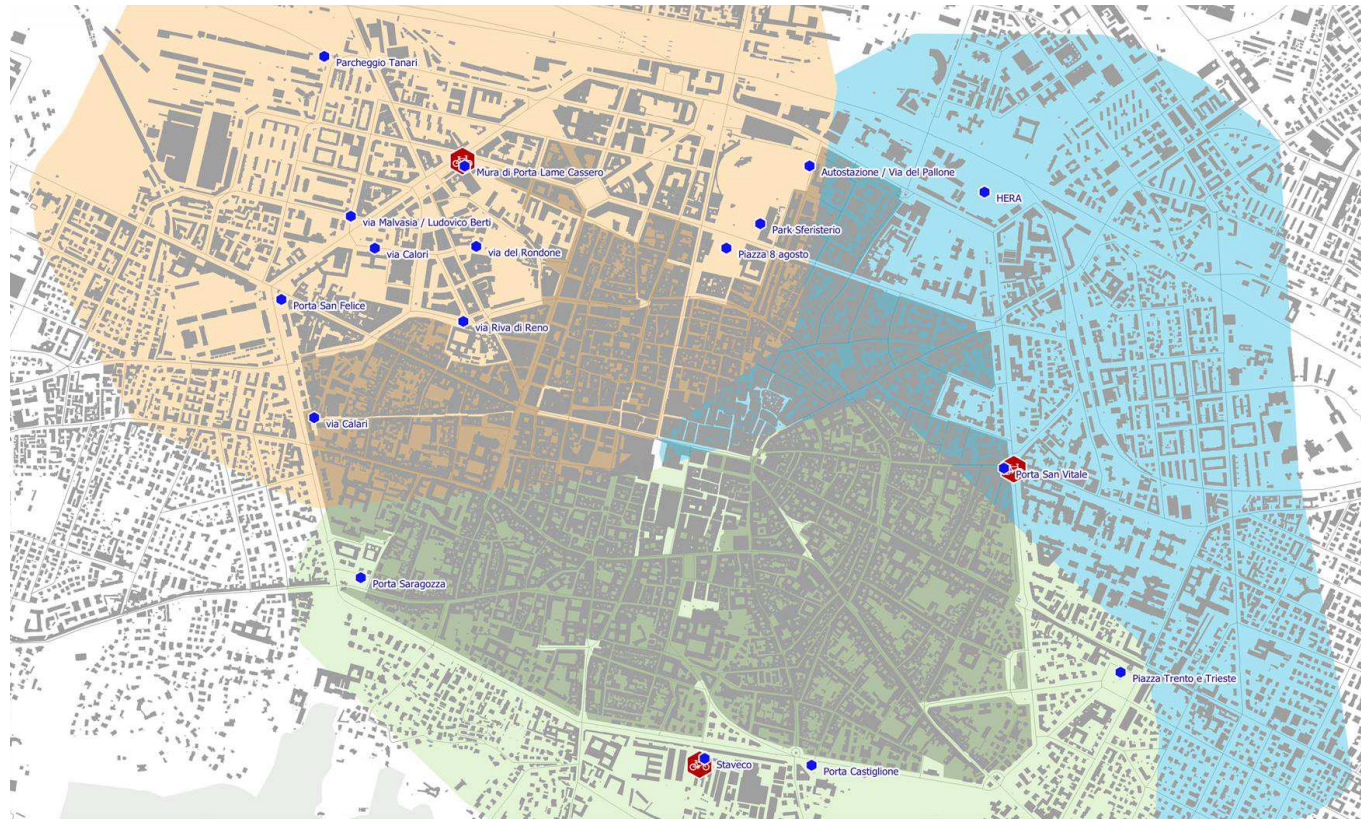 Parcheggio Tanari
Mura di Porta Lame Cassero
Autostazione / Via del Pallone
HERA
via Malvasia / Ludovico Berti
Park Sferisterio
via Calori
via del Rondone
Piazza 8 agosto
Porta San Felice
via Riva di Reno
via Calari
Porta San Vitale
Porta Saragozza
Piazza Trento e Trieste
Staveco
Porta Castiglione